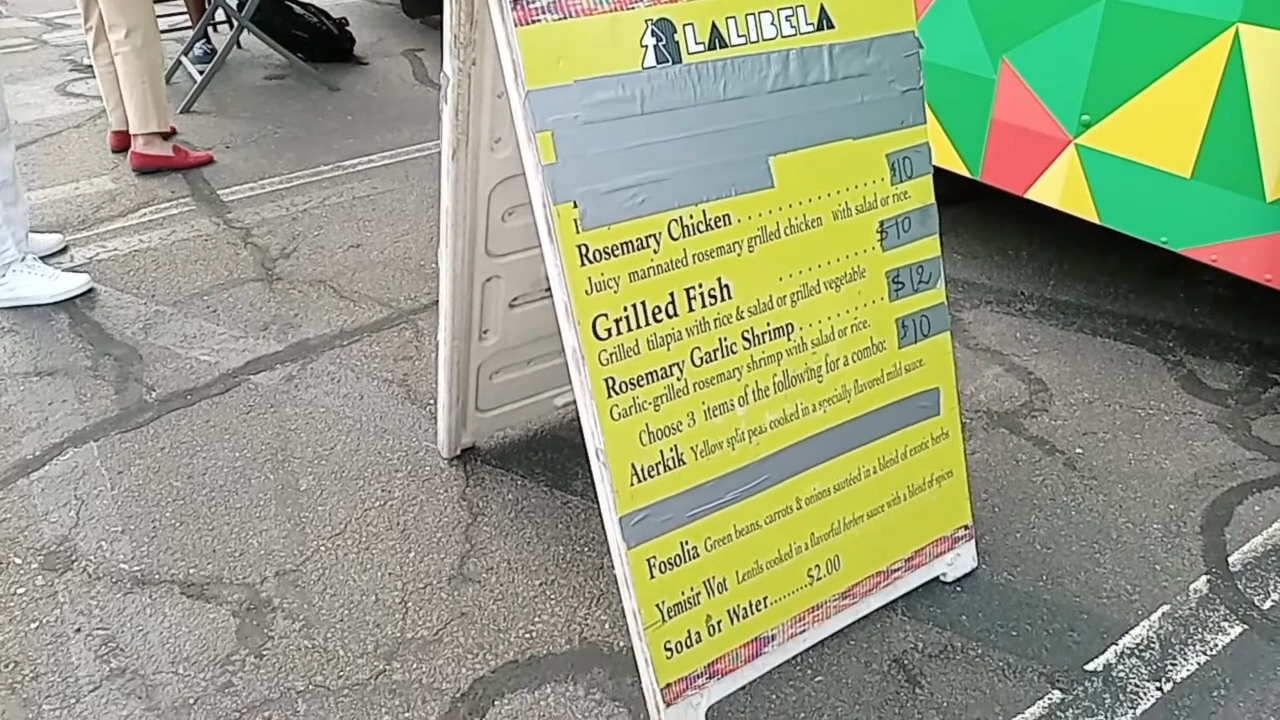 LALIBELA
Rosemary Chicken . . . . . . . . . . . . . . . . $10
Juicy marinated rosemary grilled chicken with salad or rice.
Grilled Fish . . . . . . . . . . $10
Grilled tilapia with rice & salad or grilled vegetable
Rosemary Garlic Shrimp . . . . . . . . . $12
Garlic-grilled rosemary shrimp with salad or rice.
Choose 3 items of the following for a combo: $10
Aterkik Yellow split peas cooked in a specially flavored mild sauce.
Fosolia Green beans, carrots & onions sautéed in a blend of exotic herbs
Yemisir Wot Lentils cooked in a flavorful berbere sauce with a blend of spices
Soda or Water.........$2.00